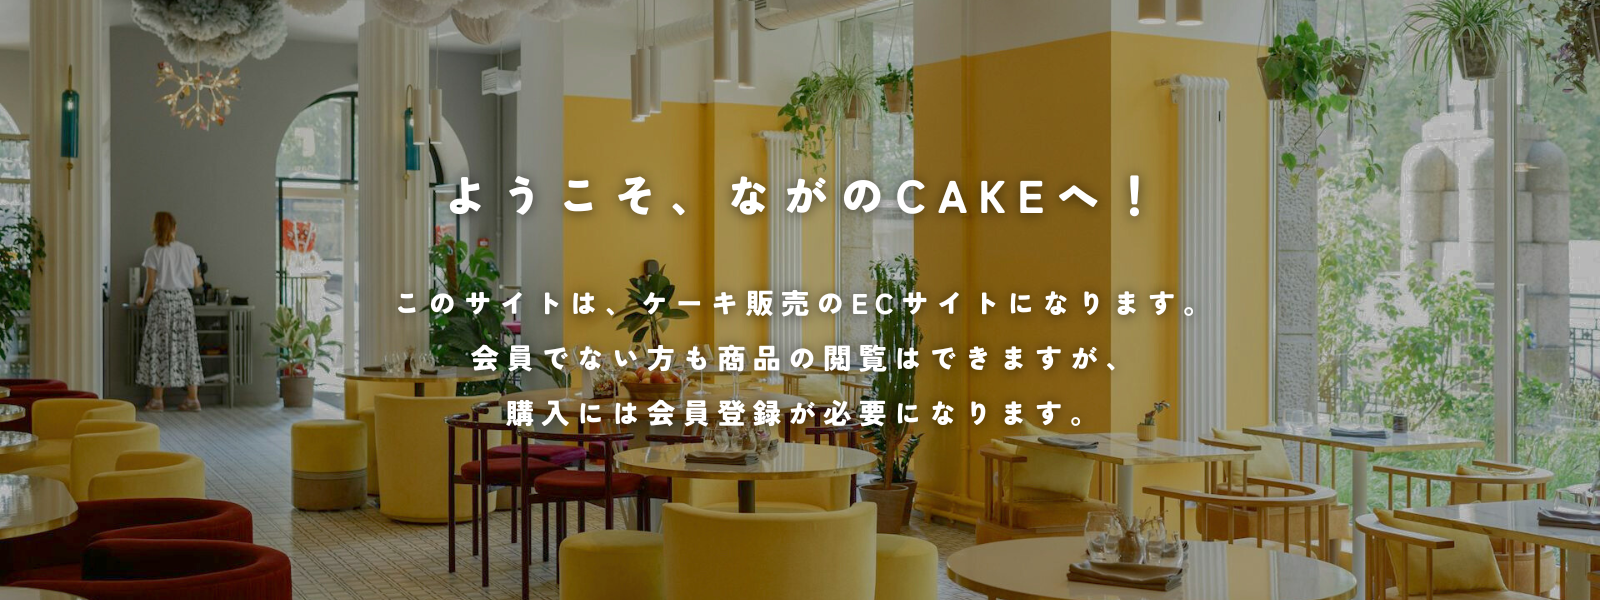 ようこそ、ながのCAKEへ！
このサイトは、ケーキ販売のECサイトになります。
会員でない方も商品の閲覧はできますが、
購入には会員登録が必要になります。